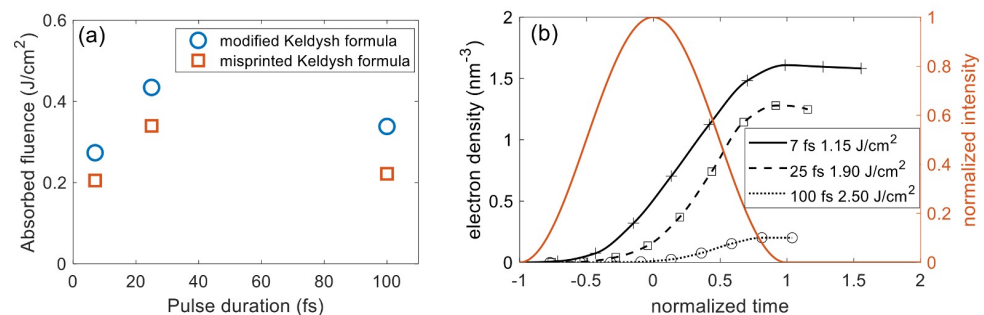 (a)
modified Keldysh formula
misprinted Keldysh formula
Absorbed fluence (J/cm²)
0.6
0.4
0.2
0
0 20 40 60 80 100
Pulse duration (fs)
(b)
7 fs 1.15 J/cm²
25 fs 1.90 J/cm²
100 fs 2.50 J/cm²
electron density (nm⁻³)
2
1.5
1
0.5
0
-1 -0.5 0 0.5 1 1.5 2
normalized time
1
0.8
0.6
0.4
0.2
0
normalized intensity